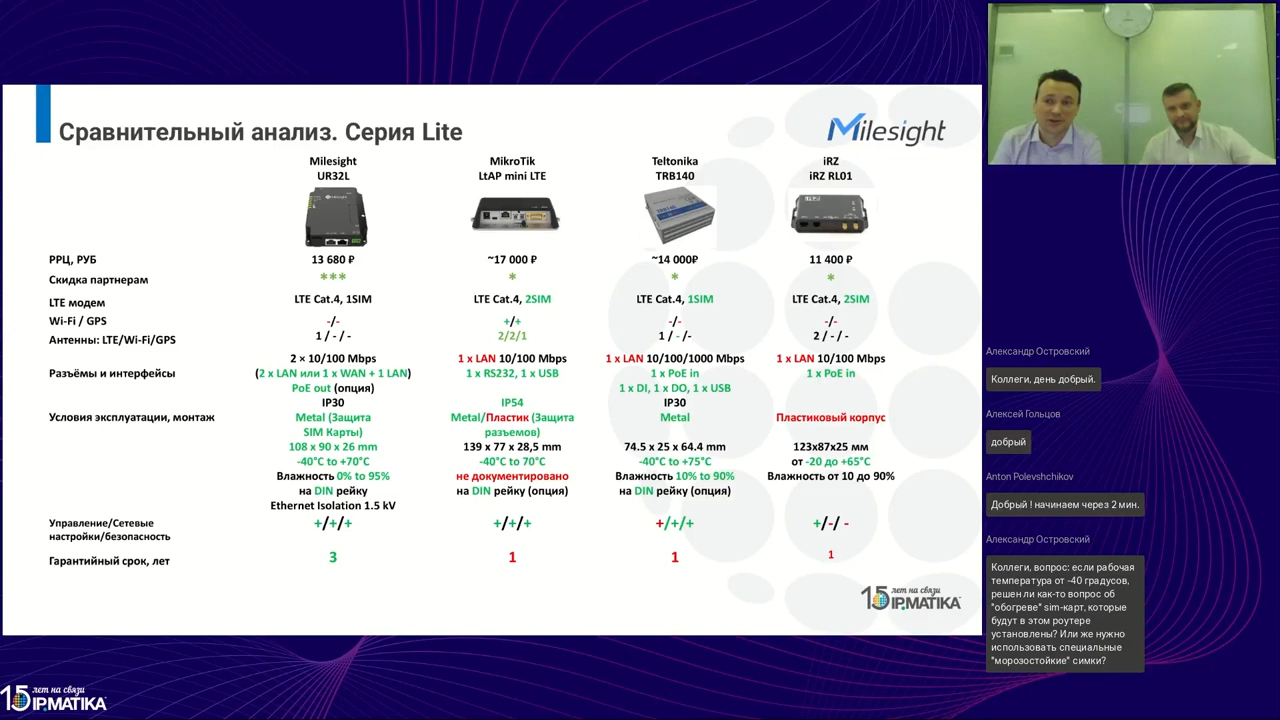 Сравнительный анализ. Серия Lite
Milesight
Milesight
UR32L
MikroTik
LtAP mini LTE
Teltonika
TRB140
iRZ
iRZ RL01
РРЦ, РУБ
13 680 ₽
~17 000 ₽
~14 000₽
11 400 ₽
Скидка партнерам
***
*
*
*
LTE модем
LTE Cat.4, 1SIM
LTE Cat.4, 2SIM
LTE Cat.4, 1SIM
LTE Cat.4, 2SIM
Wi-Fi / GPS
-/-
+/+
-/-
-/-
Антенны: LTE/Wi-Fi/GPS
1 / - / -
2/2/1
1 / - /-
2 / - / -
Разъёмы и интерфейсы
2 × 10/100 Mbps
(2 x LAN или 1 x WAN + 1 LAN)
PoE out (опция)
1 x LAN 10/100 Mbps
1 x RS232, 1 x USB
1 x LAN 10/100/1000 Mbps
1 x PoE in
1 x DI, 1 x DO, 1 x USB
1 x LAN 10/100 Mbps
1 x PoE in
Условия эксплуатации, монтаж
IP30
Metal (Защита
SIM Карты)
108 x 90 x 26 mm
-40°C to +70°C
Влажность 0% to 95%
на DIN рейку
Ethernet Isolation 1.5 kV
IP54
Metal/Пластик (Защита
разъемов)
139 x 77 x 28,5 mm
-40°C to 70°C
не документировано
на DIN рейку (опция)
IP30
Metal
74.5 x 25 x 64.4 mm
-40°C to +75°C
Влажность 10% to 90%
на DIN рейку (опция)
Пластиковый корпус
123x87x25 мм
от -20 до +65°C
Влажность от 10 до 90%
Управление/Сетевые
настройки/безопасность
+/+/+
+/+/+
+/+/+
+/-/ -
Гарантийный срок, лет
3
1
1
1
15 лет на связи
IPMATIKA
15 лет на связи
IPMATIKA
Александр Островский
Коллеги, день добрый.
Алексей Гольцов
добрый
Anton Polevshchikov
Добрый ! начинаем через 2 мин.
Александр Островский
Коллеги, вопрос: если рабочая
температура от -40 градусов,
решен ли как-то вопрос об
"обогреве" sim-карт, которые
будут в этом роутере
установлены? Или же нужно
использовать специальные
"морозостойкие" симки?